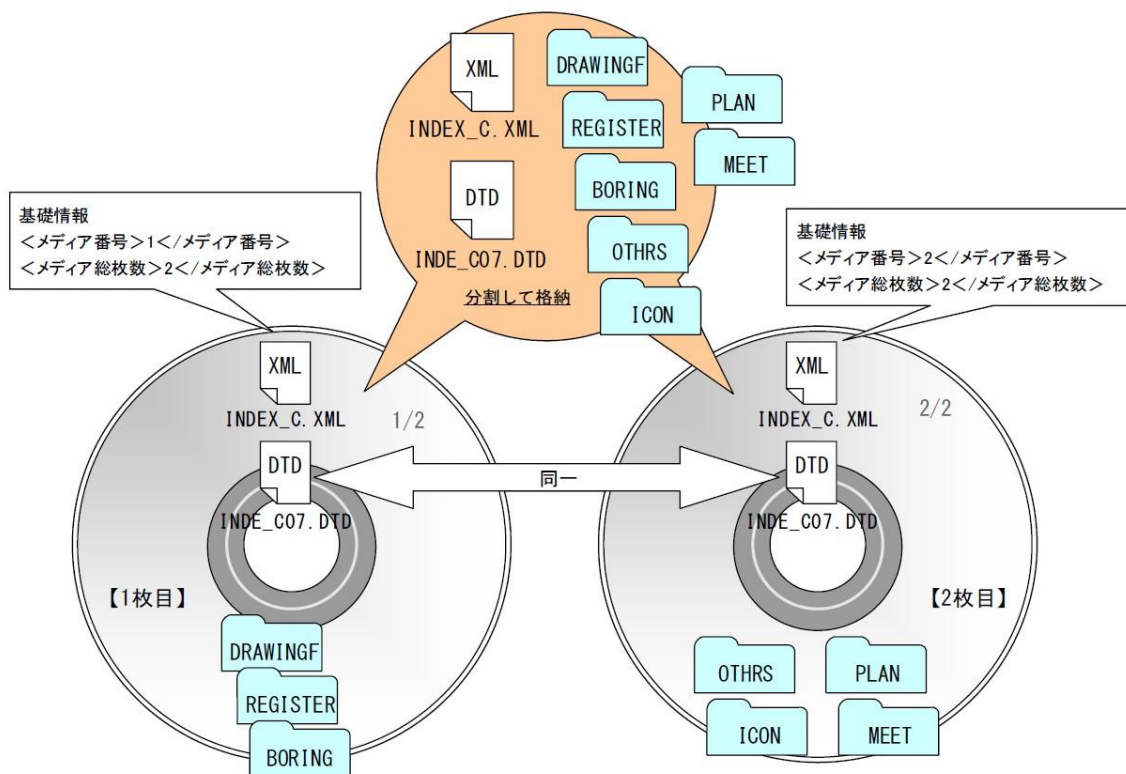 XML
INDEX_C.XML
DTD
INDE_C07.DTD
分割して格納
DRAWINGF
REGISTER
BORING
OTHRS
ICON
PLAN
MEET
基礎情報
<メディア番号>1</メディア番号>
<メディア総枚数>2</メディア総枚数>
基礎情報
<メディア番号>2</メディア番号>
<メディア総枚数>2</メディア総枚数>
XML
INDEX_C.XML
1/2
DTD
INDE_C07.DTD
【1枚目】
DRAWINGF
REGISTER
BORING
同一
XML
INDEX_C.XML
2/2
DTD
INDE_C07.DTD
【2枚目】
OTHRS
PLAN
ICON
MEET